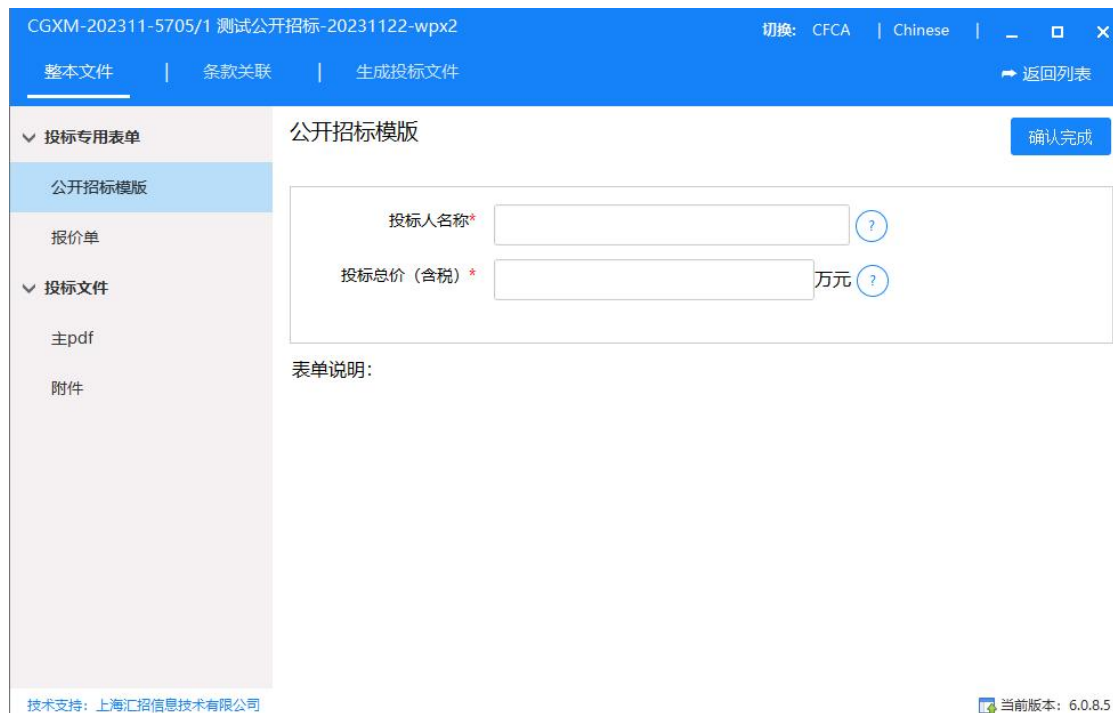 CGXM-202311-5705/1 测试公开招标-20231122-wpx2
切换: CFCA | Chinese |
整本文件 | 条款关联 | 生成投标文件
返回列表
投标专用表单
公开招标模版
确认完成
公开招标模版
投标人名称* ?
报价单
投标总价（含税）* 万元 ?
投标文件
主pdf
表单说明：
附件
技术支持：上海汇招信息技术有限公司
当前版本：6.0.8.5